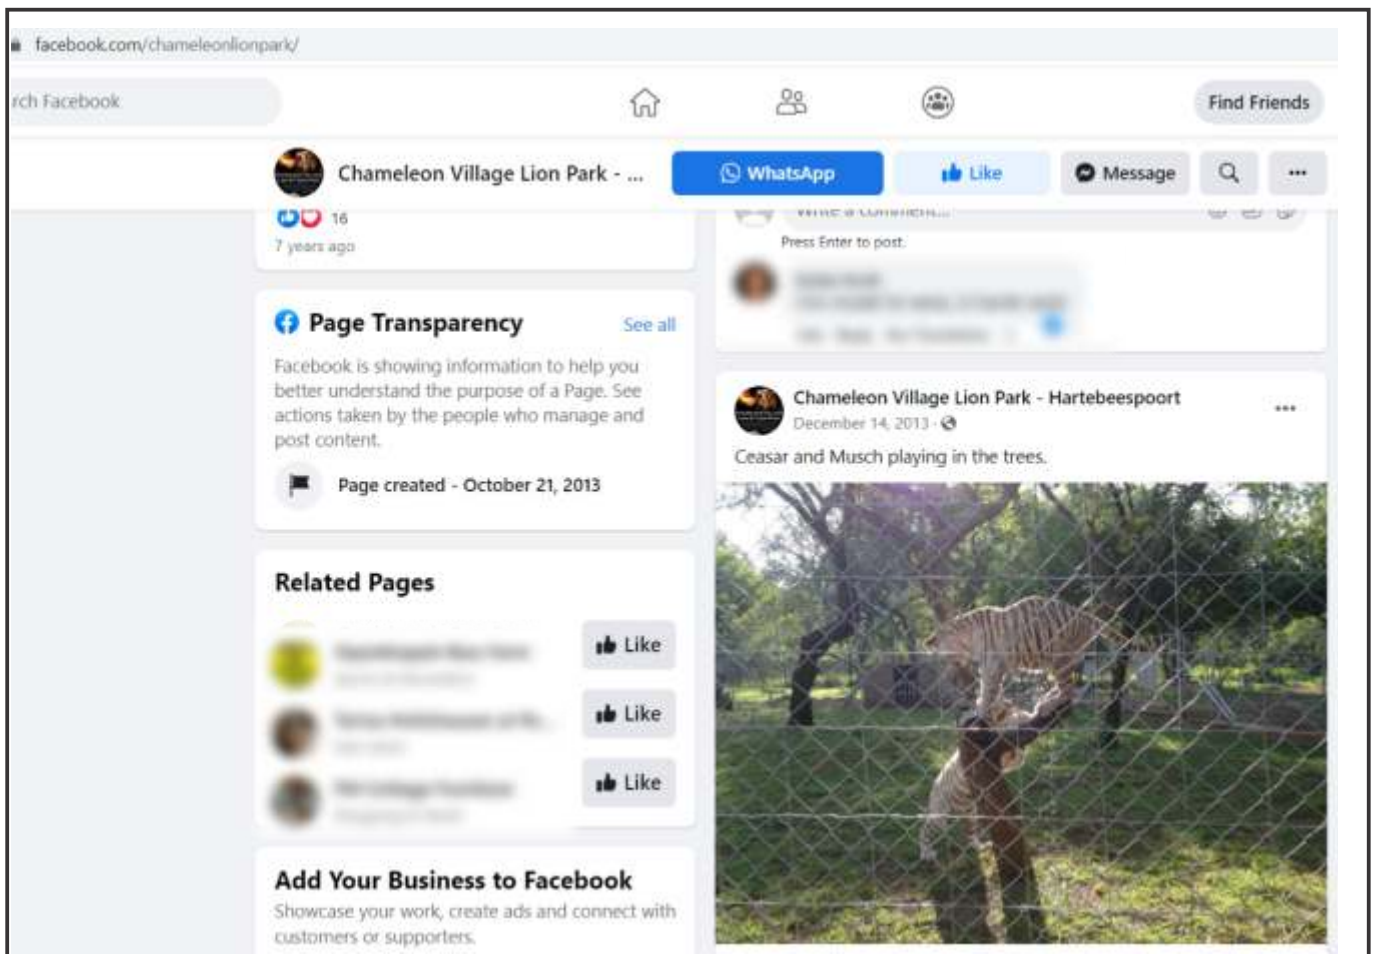 facebook.com/chameleonlionpark/
rch Facebook
Find Friends
Chameleon Village Lion Park - ...
WhatsApp
Like
Message
16
7 years ago
Page Transparency
See all
Facebook is showing information to help you
better understand the purpose of a Page. See
actions taken by the people who manage and
post content.
Page created - October 21, 2013
Related Pages
Like
Like
Like
Add Your Business to Facebook
Showcase your work, create ads and connect with
customers or supporters.
Write a comment...
Press Enter to post.
Chameleon Village Lion Park - Hartebeespoort
December 14, 2013 ·
Ceasar and Musch playing in the trees.